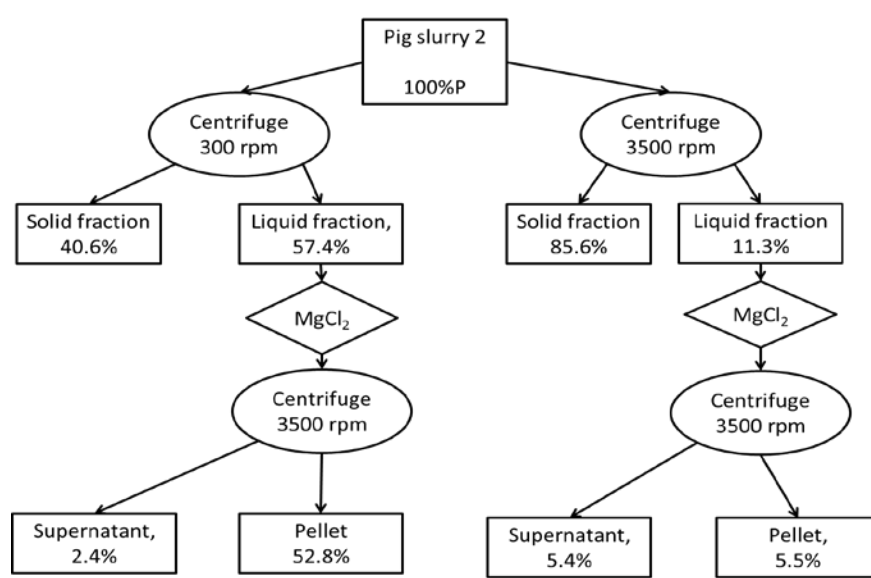 Pig slurry 2
100%P
Centrifuge
300 rpm
Centrifuge
3500 rpm
Solid fraction
40.6%
Liquid fraction,
57.4%
Solid fraction
85.6%
Liquid fraction
11.3%
MgCl₂
MgCl₂
Centrifuge
3500 rpm
Centrifuge
3500 rpm
Supernatant,
2.4%
Pellet
52.8%
Supernatant,
5.4%
Pellet,
5.5%